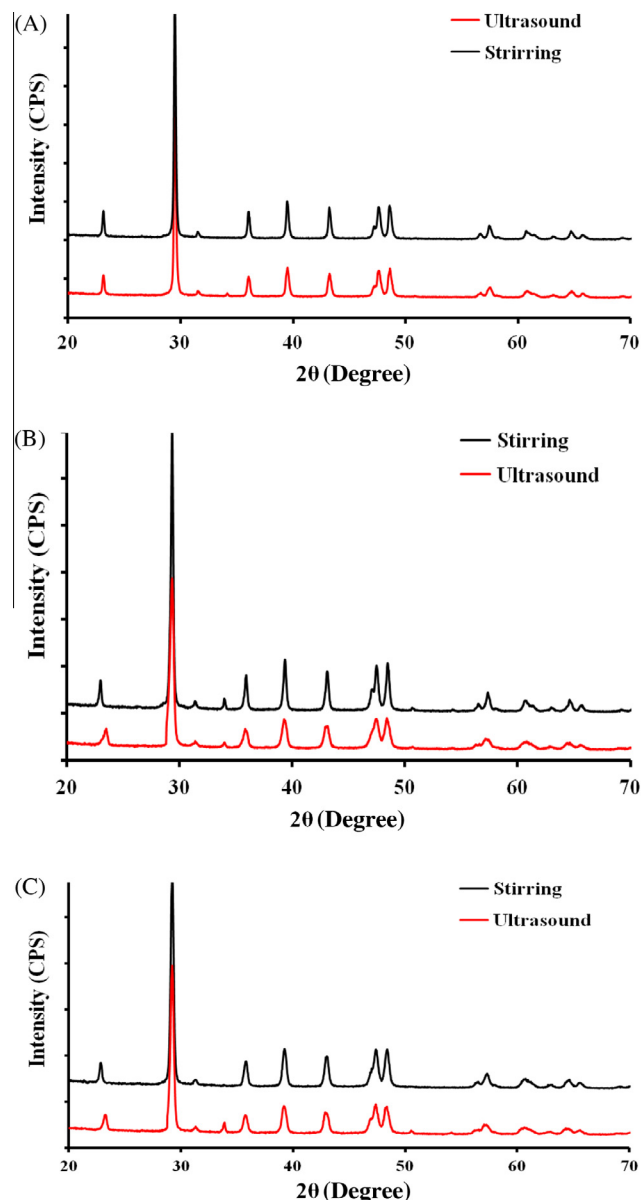 (A)
Ultrasound
Strirring
Intensity (CPS)
20 30 40 50 60 70
2θ (Degree)
(B)
Stirring
Ultrasound
Intensity (CPS)
20 30 40 50 60 70
2θ (Degree)
(C)
Stirring
Ultrasound
Intensity (CPS)
20 30 40 50 60 70
2θ (Degree)